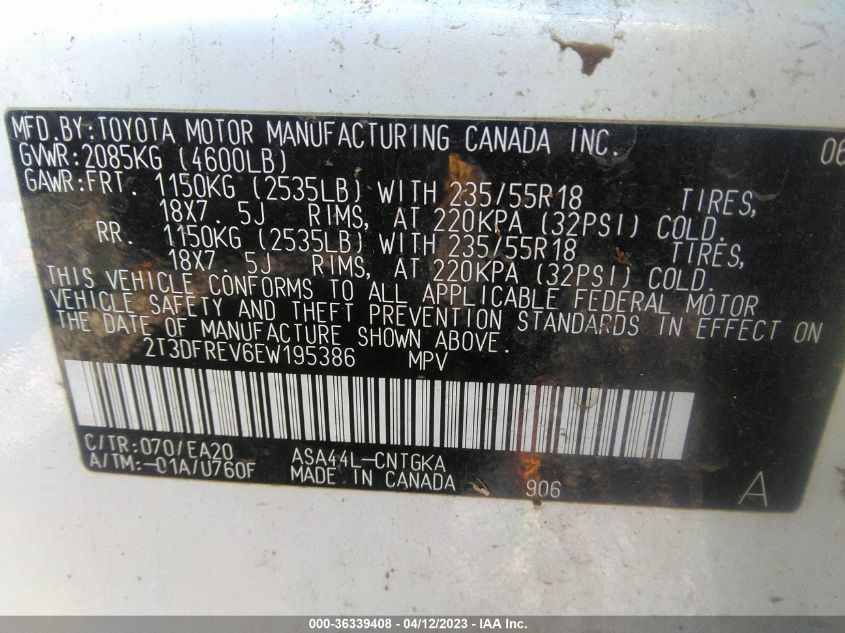 MFD.BY:TOYOTA MOTOR MANUFACTURING CANADA INC. 06
GVWR:2085KG (4600LB)
GAWR:FRT. 1150KG (2535LB) WITH 235/55R18 TIRES,
18X7.5J RIMS, AT 220KPA (32PSI) COLD.
RR. 1150KG (2535LB) WITH 235/55R18 TIRES,
18X7.5J RIMS, AT 220KPA (32PSI) COLD.
THIS VEHICLE CONFORMS TO ALL APPLICABLE FEDERAL MOTOR
VEHICLE SAFETY AND THEFT PREVENTION STANDARDS IN EFFECT ON
THE DATE OF MANUFACTURE SHOWN ABOVE.
2T3DFREV6EW195386 MPV
C/TR:070/EA20 ASA44L-CNTGKA
A/TM:-01A/U760F MADE IN CANADA 906 A
000-36339408 - 04/12/2023 - IAA Inc.